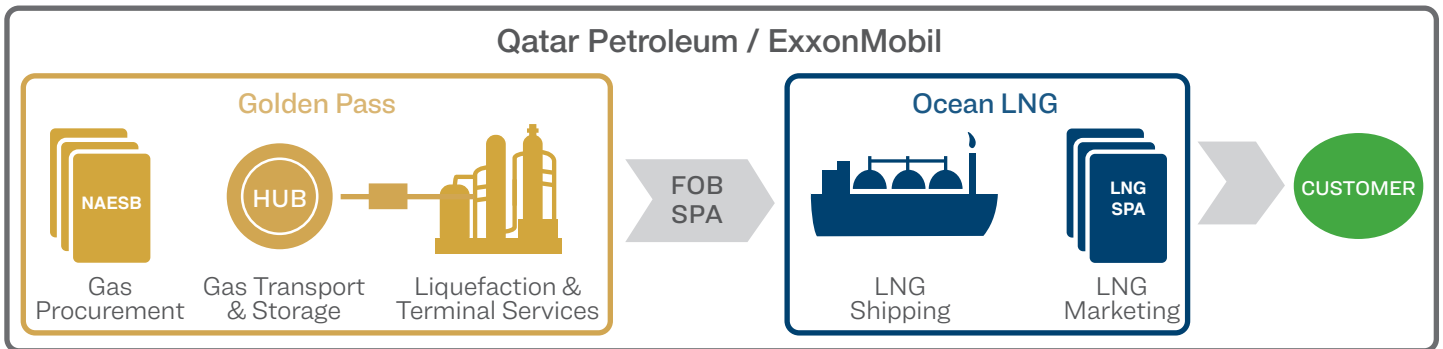 Qatar Petroleum / ExxonMobil
Golden Pass
NAESB
HUB
Gas
Procurement
Gas Transport
& Storage
Liquefaction &
Terminal Services
FOB
SPA
Ocean LNG
LNG
SPA
LNG
Shipping
LNG
Marketing
CUSTOMER